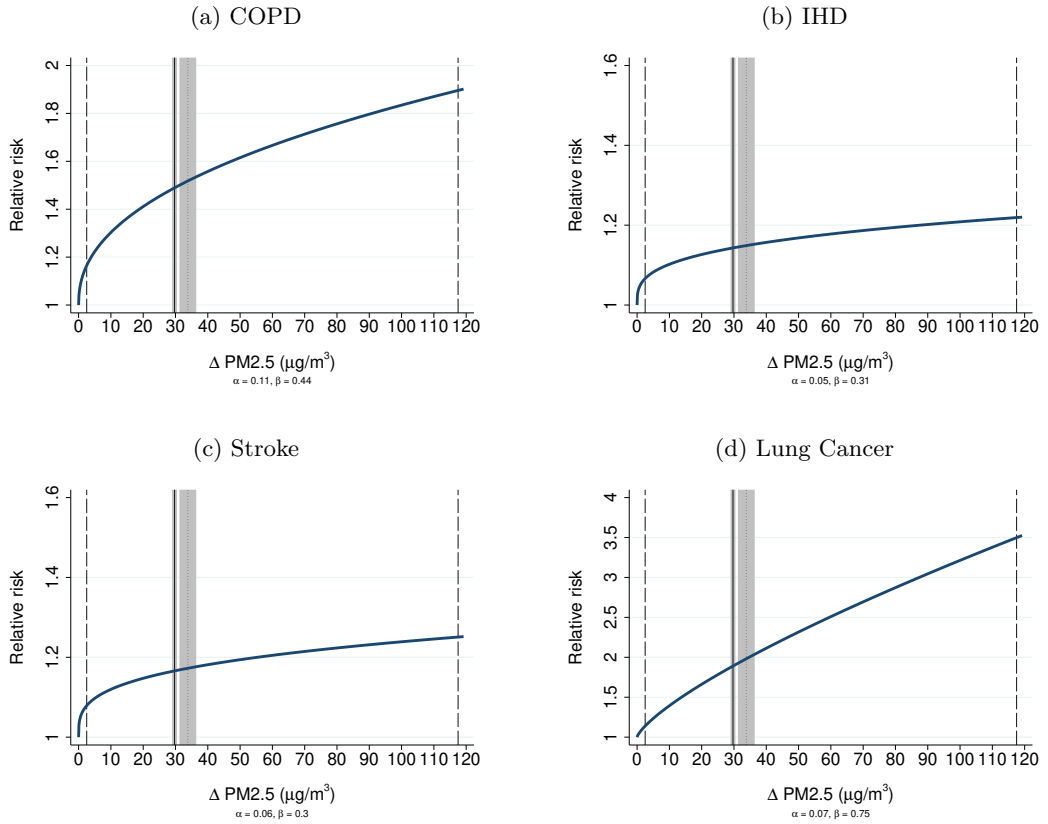 (a) COPD
Relative risk
2
1.8
1.6
1.4
1.2
1
0 10 20 30 40 50 60 70 80 90 100 110 120
Δ PM2.5 (μg/m³)
α = 0.11, β = 0.44
(b) IHD
Relative risk
1.6
1.4
1.2
1
0 10 20 30 40 50 60 70 80 90 100 110 120
Δ PM2.5 (μg/m³)
α = 0.05, β = 0.31
(c) Stroke
Relative risk
1.6
1.4
1.2
1
0 10 20 30 40 50 60 70 80 90 100 110 120
Δ PM2.5 (μg/m³)
α = 0.06, β = 0.3
(d) Lung Cancer
Relative risk
4
3.5
3
2.5
2
1.5
1
0 10 20 30 40 50 60 70 80 90 100 110 120
Δ PM2.5 (μg/m³)
α = 0.07, β = 0.75